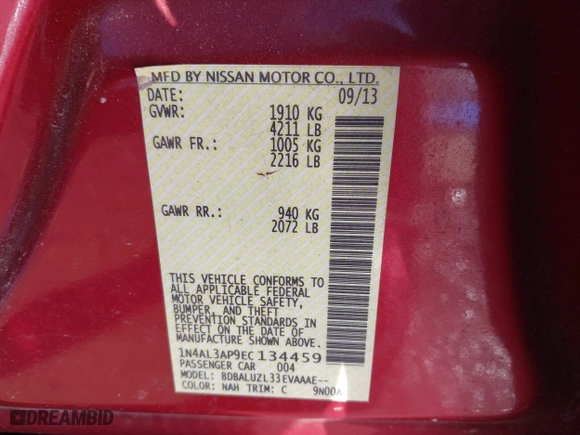 MFD BY NISSAN MOTOR CO., LTD.
DATE: 09/13
GVWR: 1910 KG
4211 LB
GAWR FR.: 1005 KG
2216 LB
GAWR RR.: 940 KG
2072 LB
THIS VEHICLE CONFORMS TO
ALL APPLICABLE FEDERAL
MOTOR VEHICLE SAFETY,
BUMPER, AND THEFT
PREVENTION STANDARDS IN
EFFECT ON THE DATE OF
MANUFACTURE SHOWN ABOVE.
1N4AL3AP9EC134459
PASSENGER CAR 004
MODEL: BDBALUZL33EVAAAE--
COLOR: NAH TRIM: C 9N00A
DREAMBID